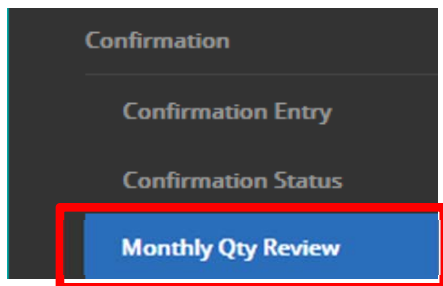 Confirmation
Confirmation Entry
Confirmation Status
Monthly Qty Review